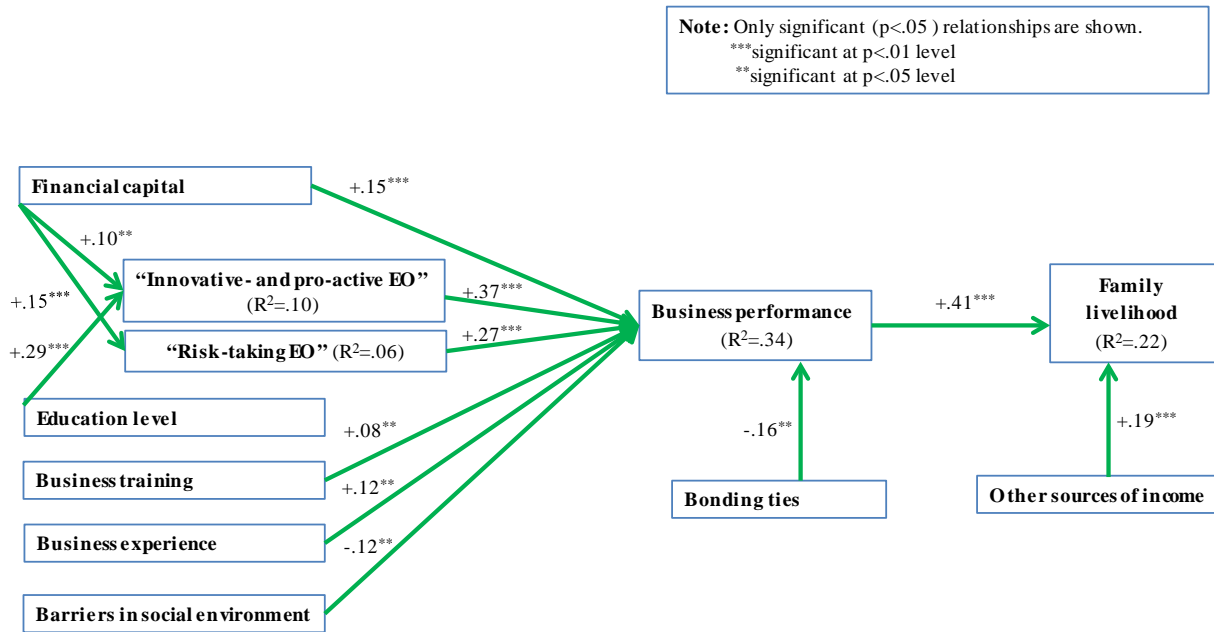 Note: Only significant (p<.05 ) relationships are shown.
***significant at p<.01 level
**significant at p<.05 level
Financial capital
+.15***
+.10**
“Innovative- and pro-active EO”
(R²=.10)
+.37***
+.15***
“Risk-taking EO” (R²=.06)
+.27***
+.29***
Business performance
(R²=.34)
+.41***
Family
livelihood
(R²=.22)
Education level
+.08**
-.16**
+.19***
Business training
+.12**
Bonding ties
Other sources of income
Business experience
-.12**
Barriers in social environment